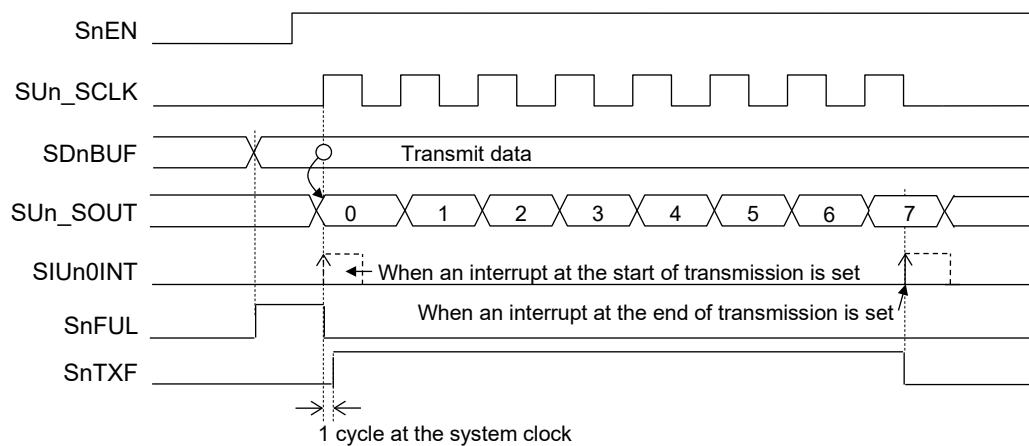 SnEN
SUn_SCLK
SDnBUF
Transmit data
SUn_SOUT
0 1 2 3 4 5 6 7
SIUn0INT
When an interrupt at the start of transmission is set
When an interrupt at the end of transmission is set
SnFUL
SnTXF
1 cycle at the system clock